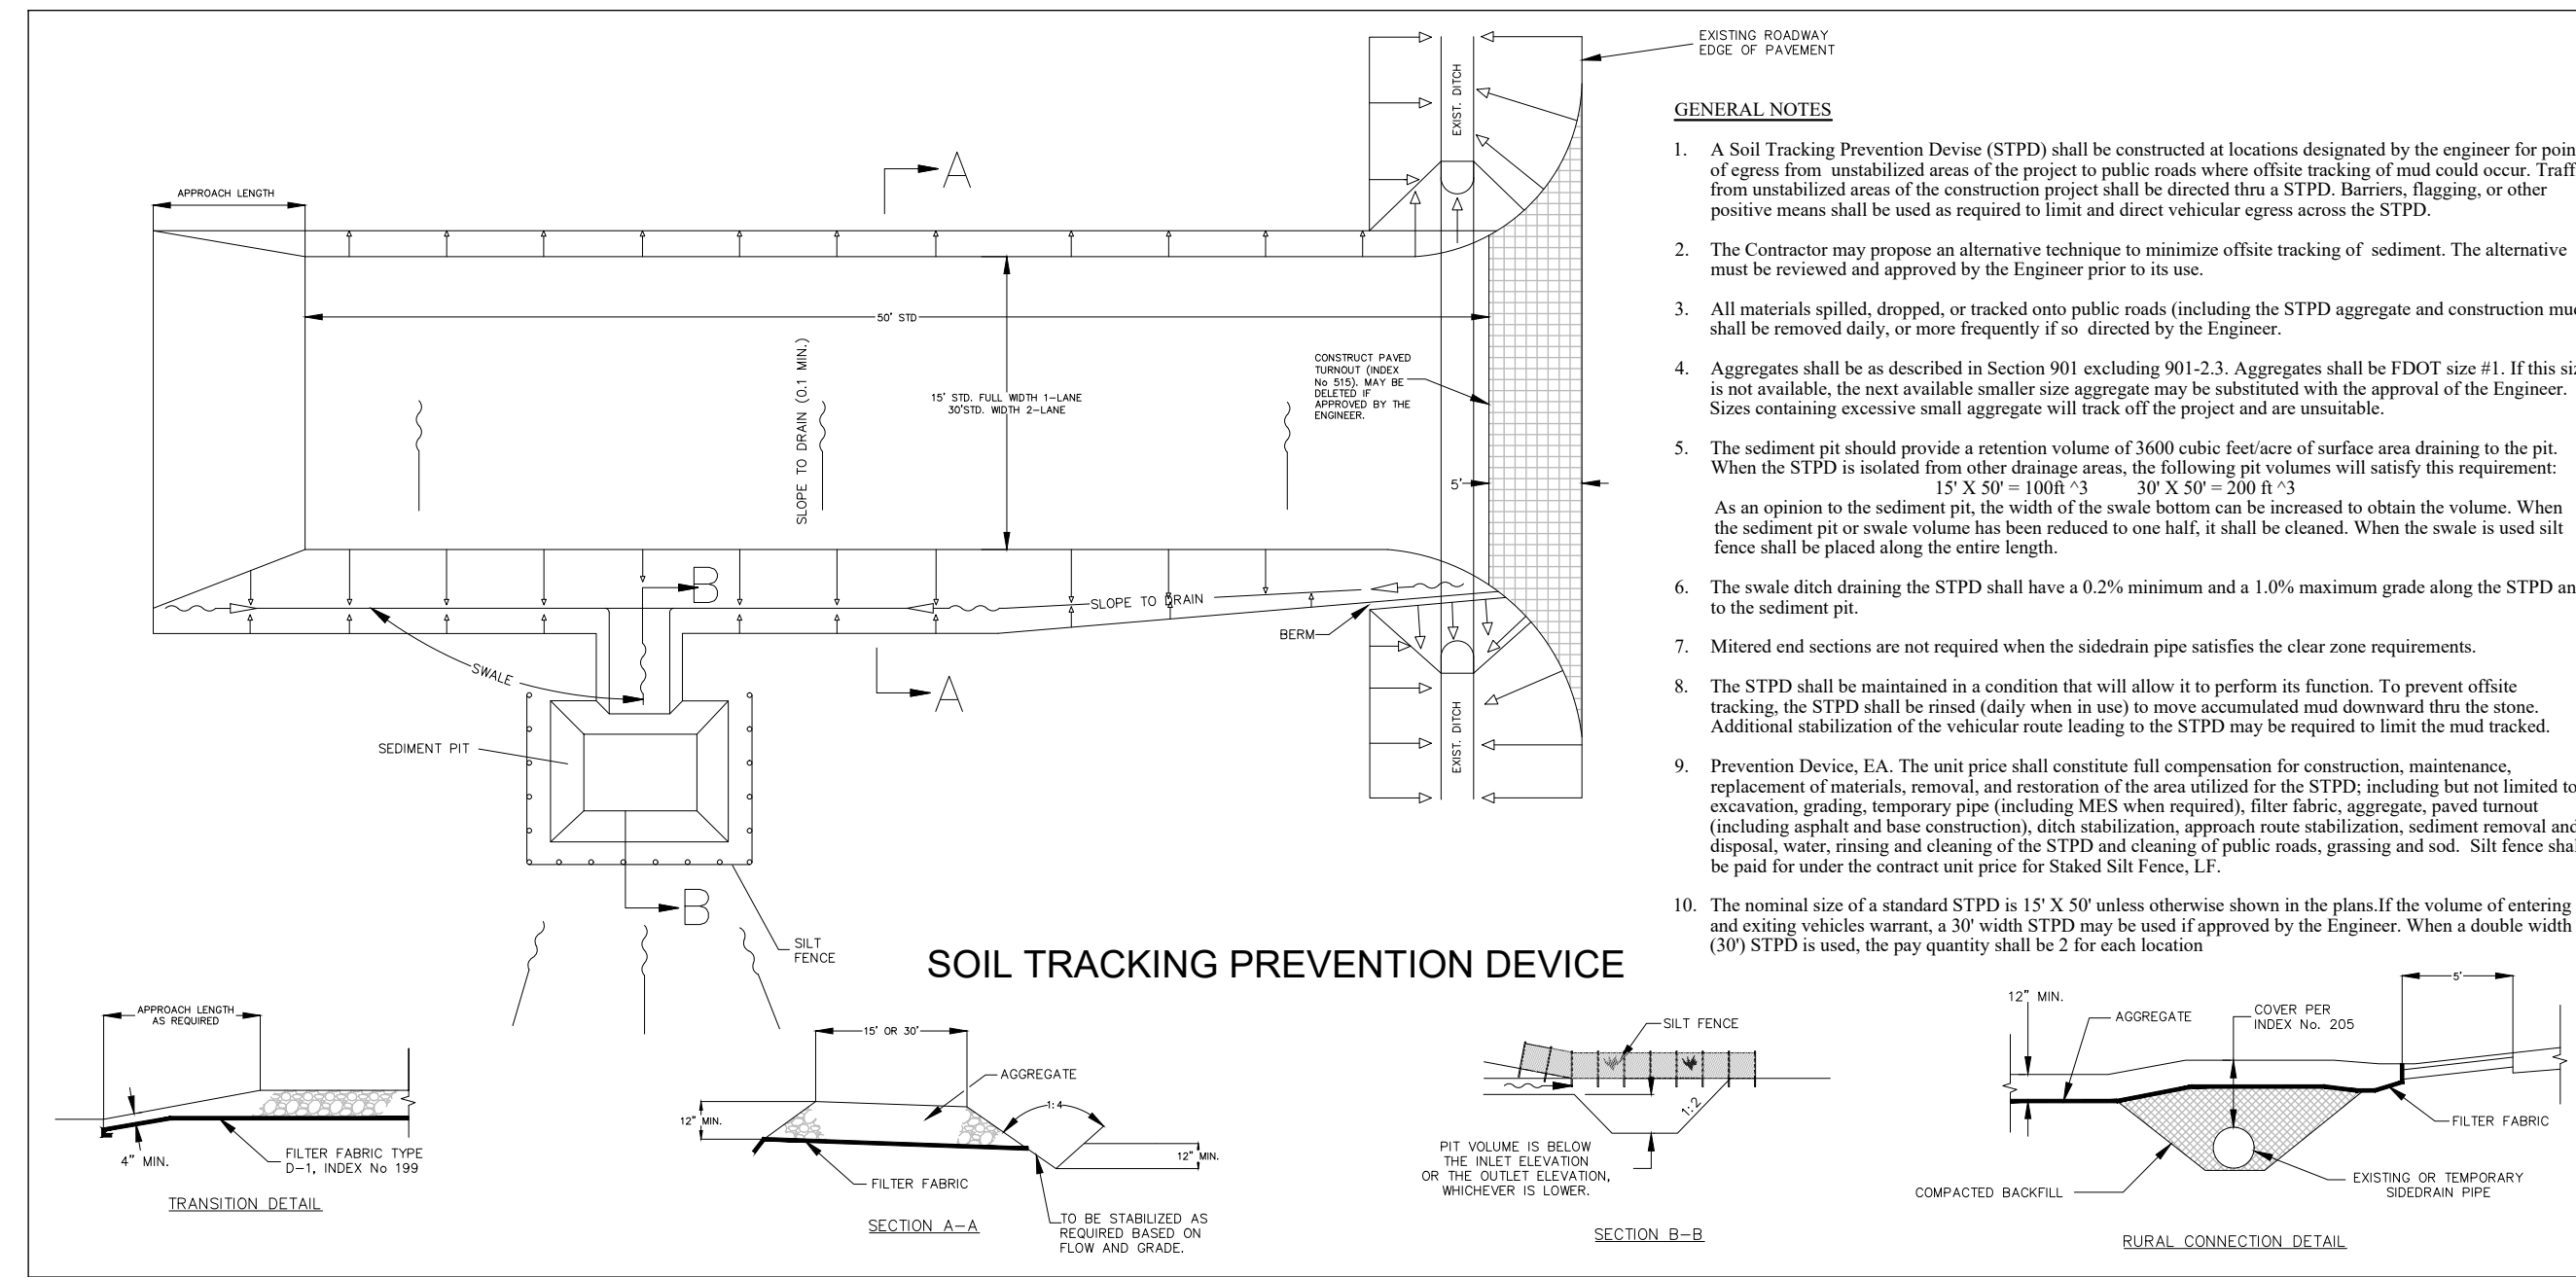 EXISTING ROADWAY
EDGE OF PAVEMENT
EXIST. DITCH
A
APPROACH LENGTH
50' STD
SLOPE TO DRAIN (0.1 MIN.)
15' STD. FULL WIDTH 1-LANE
30'STD. WIDTH 2-LANE
CONSTRUCT PAVED
TURNOUT (INDEX
No 515). MAY BE
DELETED IF
APPROVED BY THE
ENGINEER.
5'
B
SLOPE TO DRAIN
BERM
SWALE
A
EXIST. DITCH
SEDIMENT PIT
B
SILT
FENCE
GENERAL NOTES
1. A Soil Tracking Prevention Devise (STPD) shall be constructed at locations designated by the engineer for
of egress from unstabilized areas of the project to public roads where offsite tracking of mud could occur.
from unstabilized areas of the construction project shall be directed thru a STPD. Barriers, flagging, or other
positive means shall be used as required to limit and direct vehicular egress across the STPD.
2. The Contractor may propose an alternative technique to minimize offsite tracking of sediment. The alternative
must be reviewed and approved by the Engineer prior to its use.
3. All materials spilled, dropped, or tracked onto public roads (including the STPD aggregate and construction
shall be removed daily, or more frequently if so directed by the Engineer.
4. Aggregates shall be as described in Section 901 excluding 901-2.3. Aggregates shall be FDOT size #1. If this
is not available, the next available smaller size aggregate may be substituted with the approval of the Engineer.
Sizes containing excessive small aggregate will track off the project and are unsuitable.
5. The sediment pit should provide a retention volume of 3600 cubic feet/acre of surface area draining to the pit.
When the STPD is isolated from other drainage areas, the following pit volumes will satisfy this requirement:
15' X 50' = 100ft ^3 30' X 50' = 200 ft ^3
As an opinion to the sediment pit, the width of the swale bottom can be increased to obtain the volume. When
the sediment pit or swale volume has been reduced to one half, it shall be cleaned. When the swale is used silt
fence shall be placed along the entire length.
6. The swale ditch draining the STPD shall have a 0.2% minimum and a 1.0% maximum grade along the STPD
to the sediment pit.
7. Mitered end sections are not required when the sidedrain pipe satisfies the clear zone requirements.
8. The STPD shall be maintained in a condition that will allow it to perform its function. To prevent offsite
tracking, the STPD shall be rinsed (daily when in use) to move accumulated mud downward thru the stone.
Additional stabilization of the vehicular route leading to the STPD may be required to limit the mud tracked.
9. Prevention Device, EA. The unit price shall constitute full compensation for construction, maintenance,
replacement of materials, removal, and restoration of the area utilized for the STPD; including but not limited to
excavation, grading, temporary pipe (including MES when required), filter fabric, aggregate, paved turnout
(including asphalt and base construction), ditch stabilization, approach route stabilization, sediment removal
disposal, water, rinsing and cleaning of the STPD and cleaning of public roads, grassing and sod. Silt fence
be paid for under the contract unit price for Staked Silt Fence, LF.
10. The nominal size of a standard STPD is 15' X 50' unless otherwise shown in the plans.If the volume of entering
and exiting vehicles warrant, a 30' width STPD may be used if approved by the Engineer. When a double width
(30') STPD is used, the pay quantity shall be 2 for each location
SOIL TRACKING PREVENTION DEVICE
APPROACH LENGTH
AS REQUIRED
4" MIN.
FILTER FABRIC TYPE
D-1, INDEX No 199
TRANSITION DETAIL
15' OR 30'
AGGREGATE
12" MIN.
1:4
12" MIN.
FILTER FABRIC
TO BE STABILIZED AS
REQUIRED BASED ON
FLOW AND GRADE.
SECTION A-A
SILT FENCE
1:2
PIT VOLUME IS BELOW
THE INLET ELEVATION
OR THE OUTLET ELEVATION,
WHICHEVER IS LOWER.
SECTION B-B
5'
12" MIN.
AGGREGATE
COVER PER
INDEX No. 205
FILTER FABRIC
COMPACTED BACKFILL
EXISTING OR TEMPORARY
SIDEDRAIN PIPE
RURAL CONNECTION DETAIL